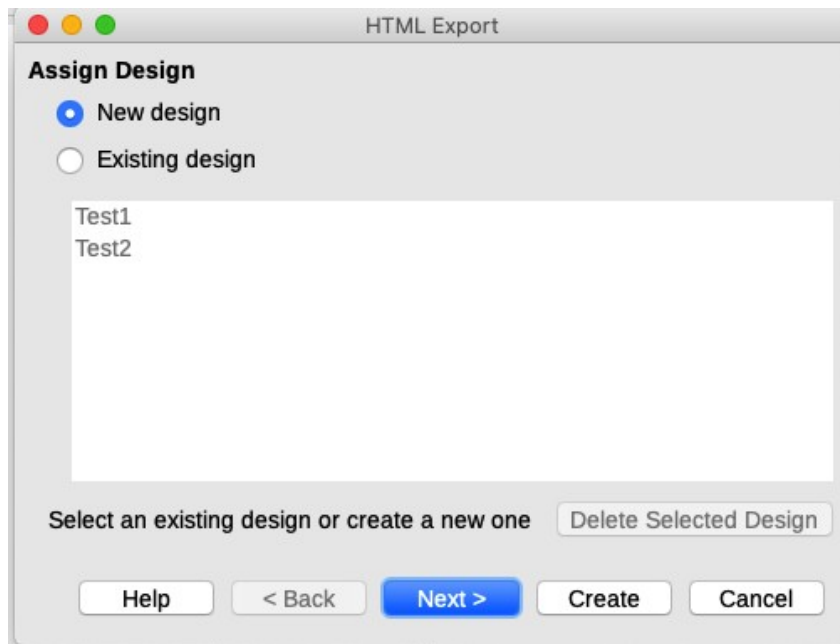 HTML Export
Assign Design
New design
Existing design
Test1
Test2
Select an existing design or create a new one Delete Selected Design
Help < Back Next > Create Cancel